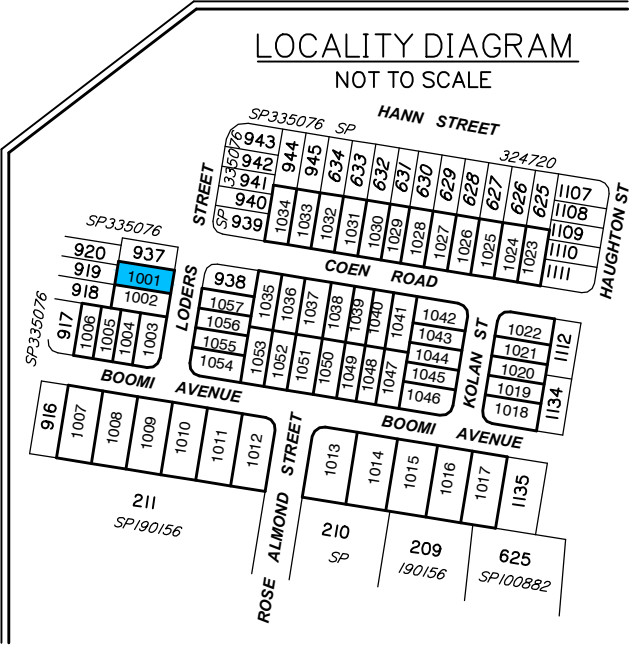 LOCALITY DIAGRAM
NOT TO SCALE
HANN STREET
SP335076 SP 324720
943 944 945 634 633 632 631 630 629 628 627 626 625 1107
942
941
940
939
SP 335076
1108
1109
1110
1111
HAUGHTON ST
STREET
LODERS
1034 1033 1032 1031 1030 1029 1028 1027 1026 1025 1024 1023
COEN ROAD
SP335076
920 937
919 1001
918 1002
917 1006 1005 1004 1003
SP335076
938 1035 1036 1037 1038 1039 1040 1041 1042
1057
1056
1055
1054
1043
1044
1045
1046
1053 1052 1051 1050 1049 1048 1047
KOLAN ST
1022
1021
1020
1019
1018
1112
1134
BOOMI AVENUE
BOOMI AVENUE
916 1007 1008 1009 1010 1011 1012
ROSE ALMOND STREET
1013 1014 1015 1016 1017 1135
211
SP190156
210
SP
209
190156
625
SP100882